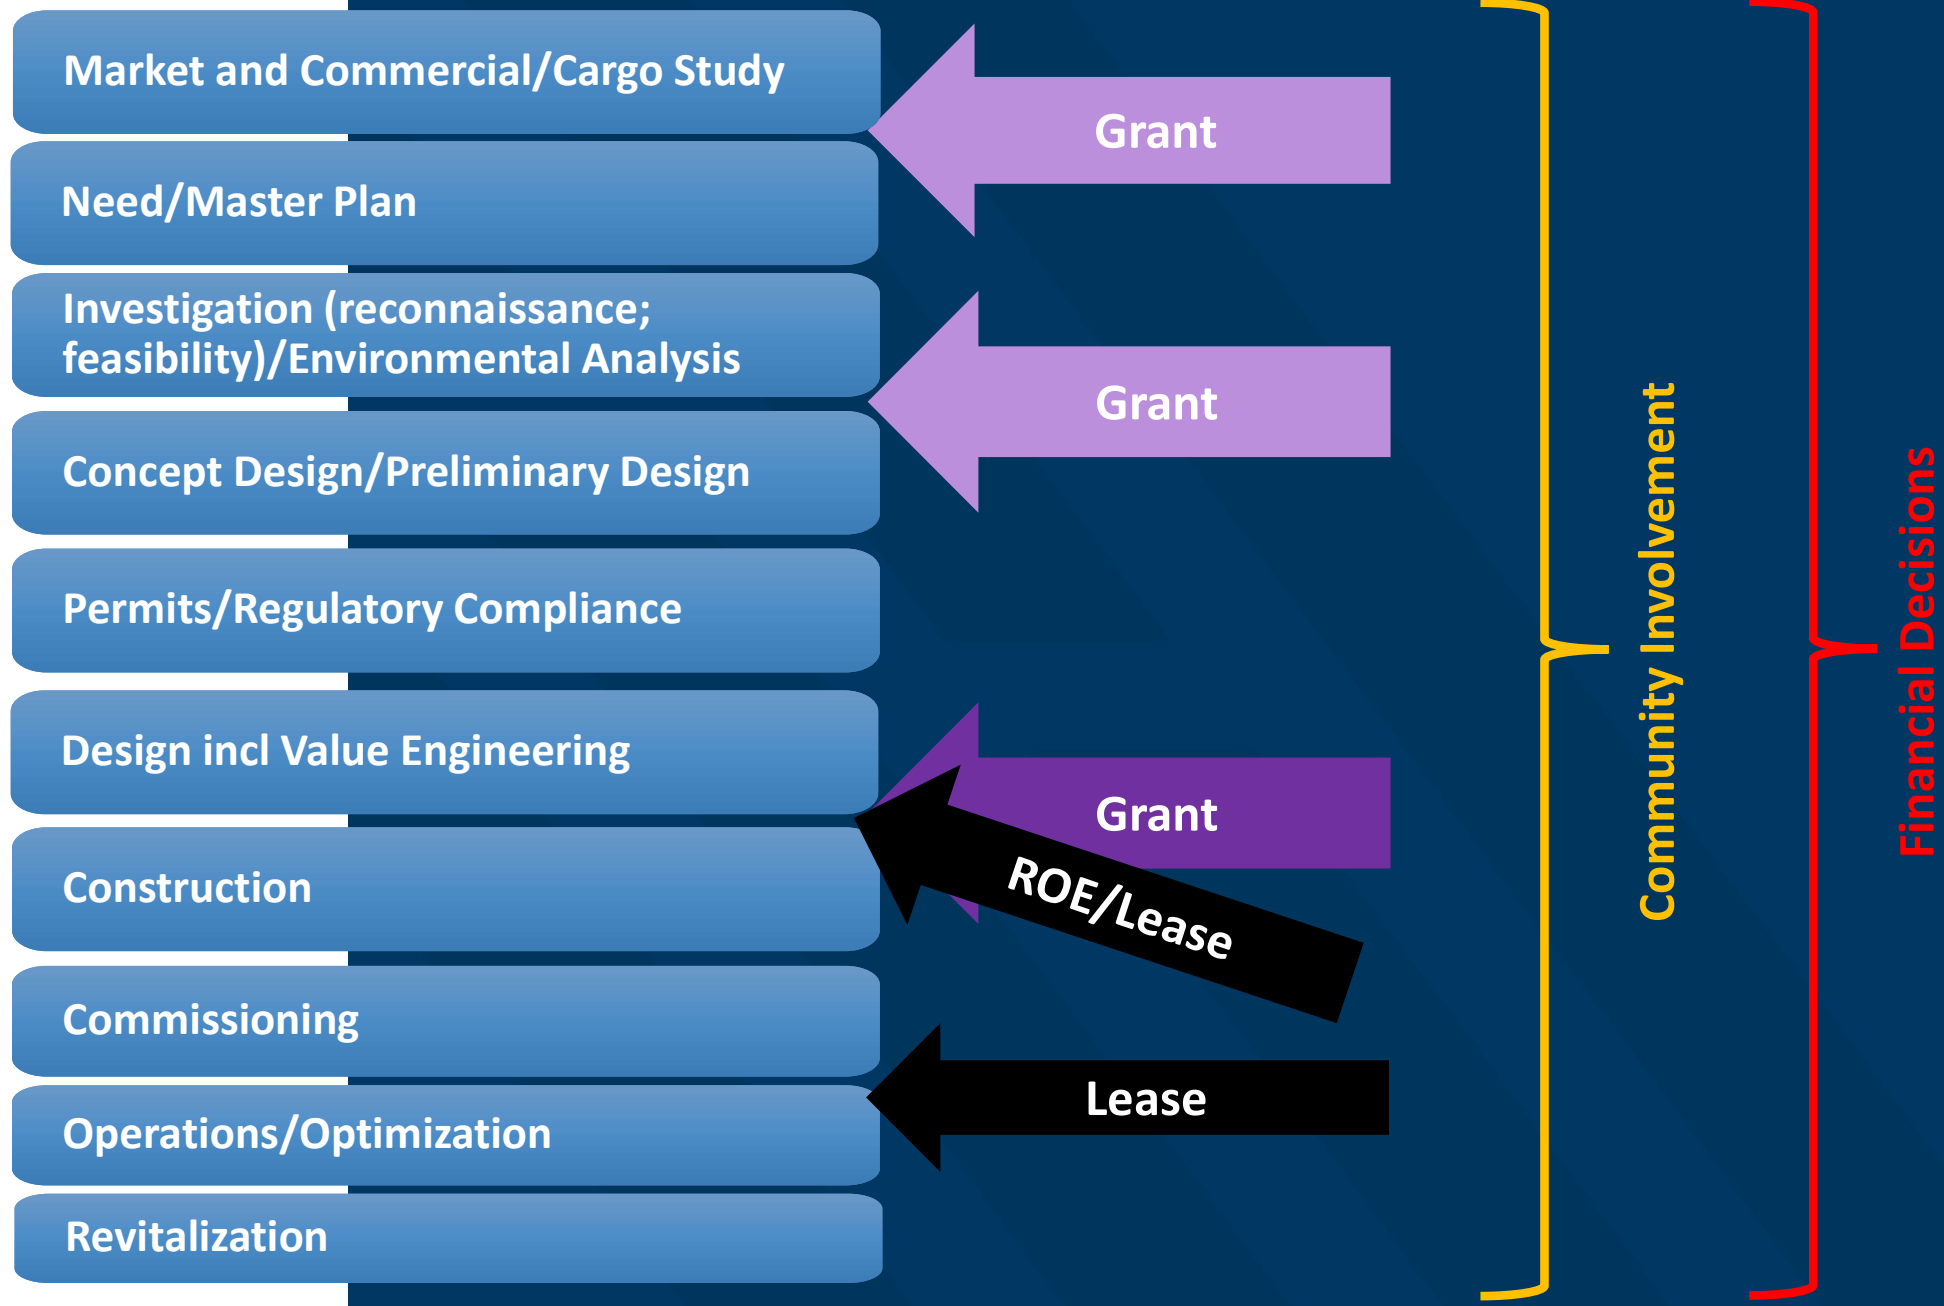 Market and Commercial/Cargo Study
Need/Master Plan
Investigation (reconnaissance;
feasibility)/Environmental Analysis
Concept Design/Preliminary Design
Permits/Regulatory Compliance
Design incl Value Engineering
Construction
Commissioning
Operations/Optimization
Revitalization
Grant
Grant
Grant
ROE/Lease
Lease
Community Involvement
Financial Decisions